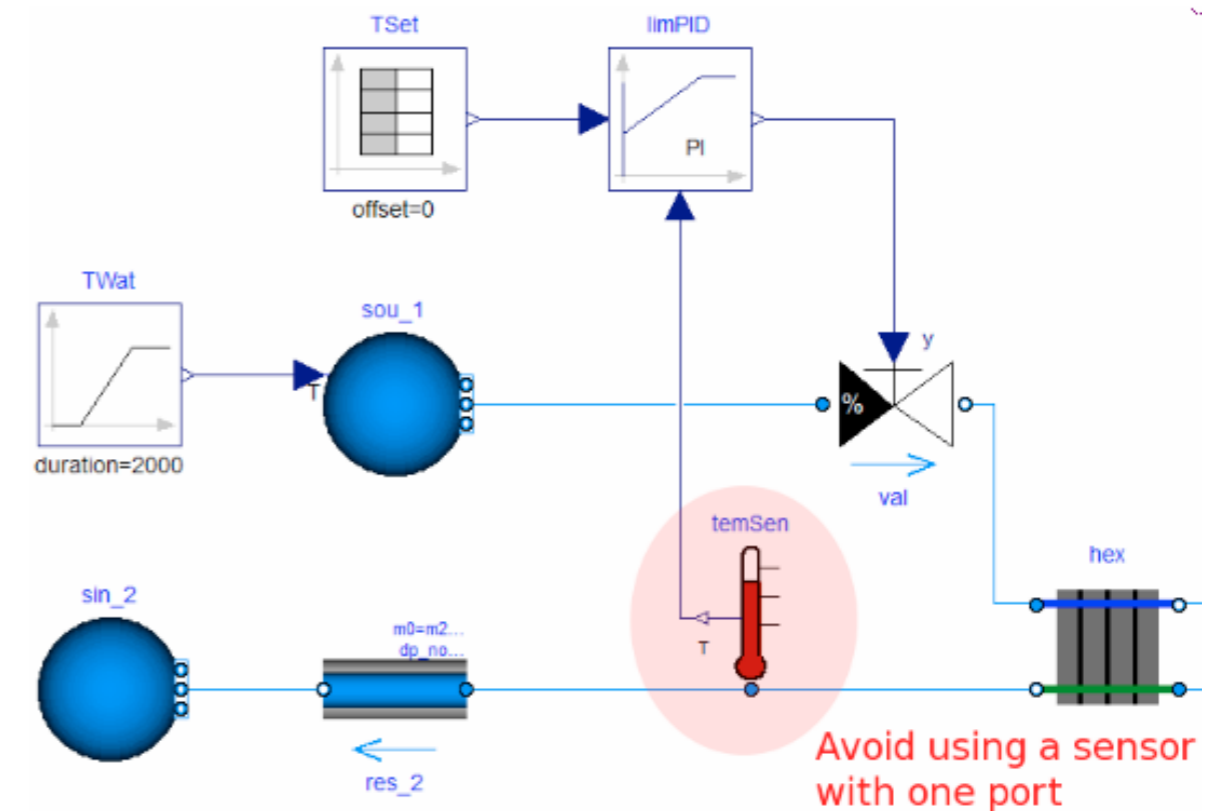 TSet
limPID
PI
offset=0
TWat
sou_1
T
y
%
duration=2000
val
temSen
hex
sin_2
m0=m2...
dp_no...
T
res_2
Avoid using a sensor
with one port